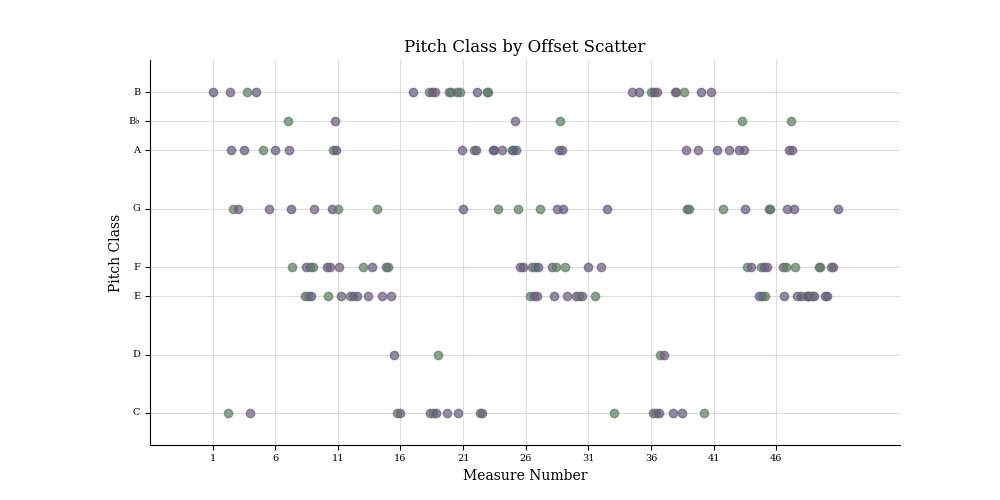 Pitch Class by Offset Scatter
Pitch Class
B
B♭
A
G
F
E
D
C
1 6 11 16 21 26 31 36 41 46
Measure Number